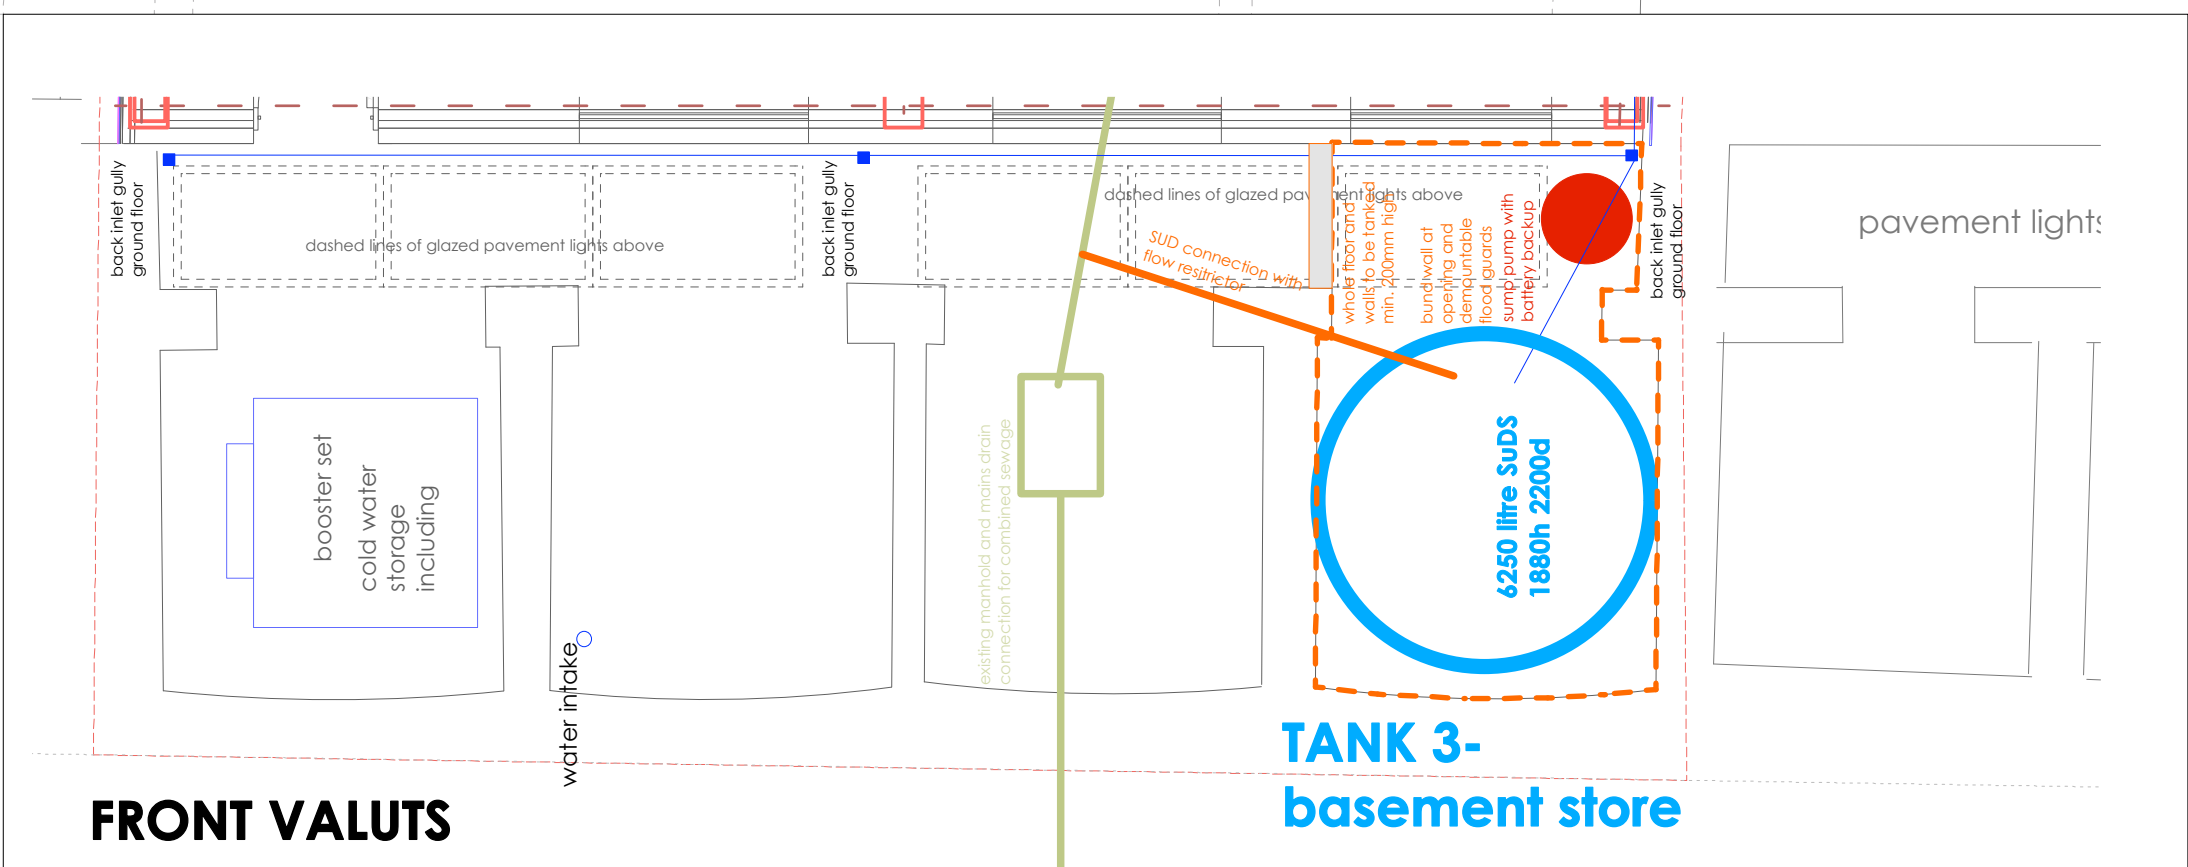 back inlet gully
ground floor
dashed lines of glazed pavement lights above
back inlet gully
ground floor
dashed lines of glazed pavement lights above
SUD connection with
flow resitrictor
whole floor and
walls to be tanked
min. 200mm high
bund wall at
opening and
demountable
flood guards
sump pump with
battery backup
back inlet gully
ground floor
pavement lights
booster set
cold water
storage
including
water intake
existing manhold and mains drain
connection for combined sewage
6250 litre SuDS
1880h 2200d
TANK 3-
basement store
FRONT VALUTS